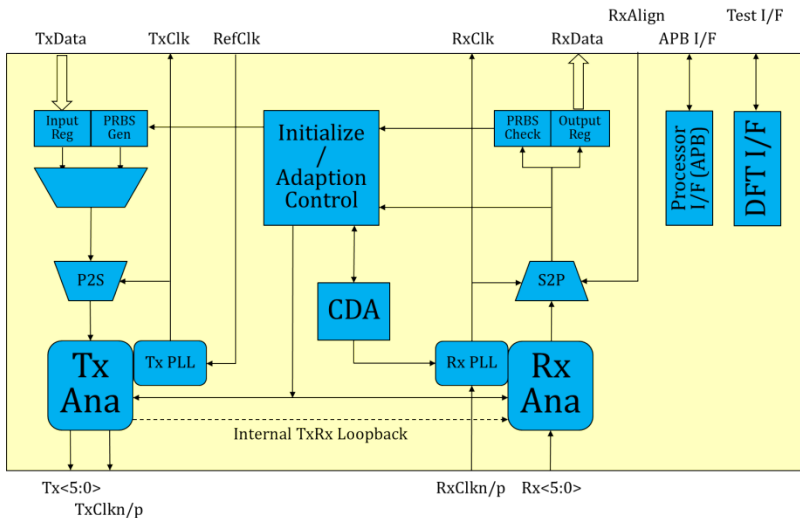 RxAlign
Test I/F
TxData
TxClk
RefClk
RxClk
RxData
APB I/F
Input
Reg
PRBS
Gen
Initialize
/
Adaption
Control
PRBS
Check
Output
Reg
Processor
I/F (APB)
DFT I/F
P2S
S2P
CDA
Tx
Ana
Tx PLL
Rx PLL
Rx
Ana
Internal TxRx Loopback
Tx<5:0>
TxClkn/p
RxClkn/p
Rx<5:0>